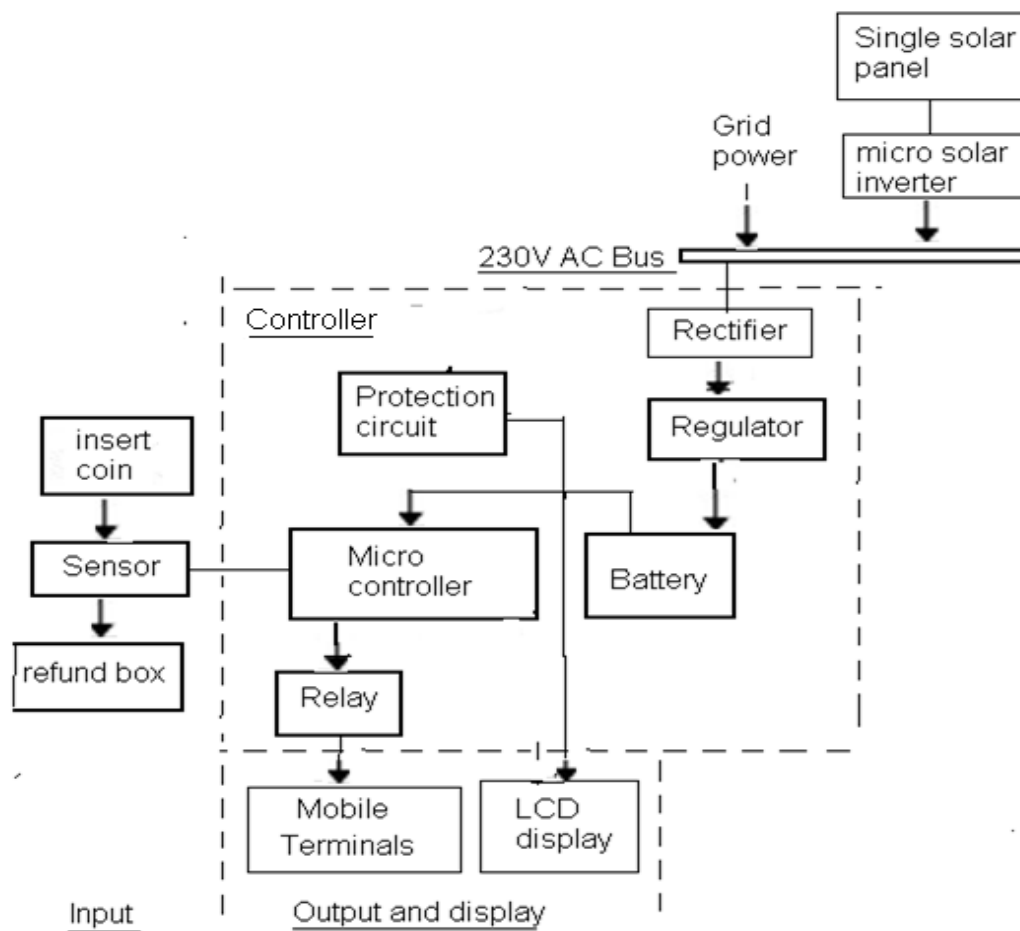 Single solar
panel
Grid
power
micro solar
inverter
230V AC Bus
Controller
Rectifier
Protection
circuit
Regulator
insert
coin
Sensor
Micro
controller
Battery
refund box
Relay
Mobile
Terminals
LCD
display
Input
Output and display